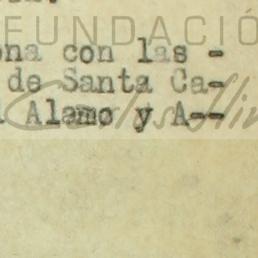 FUNDACIÓ
ona con las -
de Santa Ca-
Alamo y A--